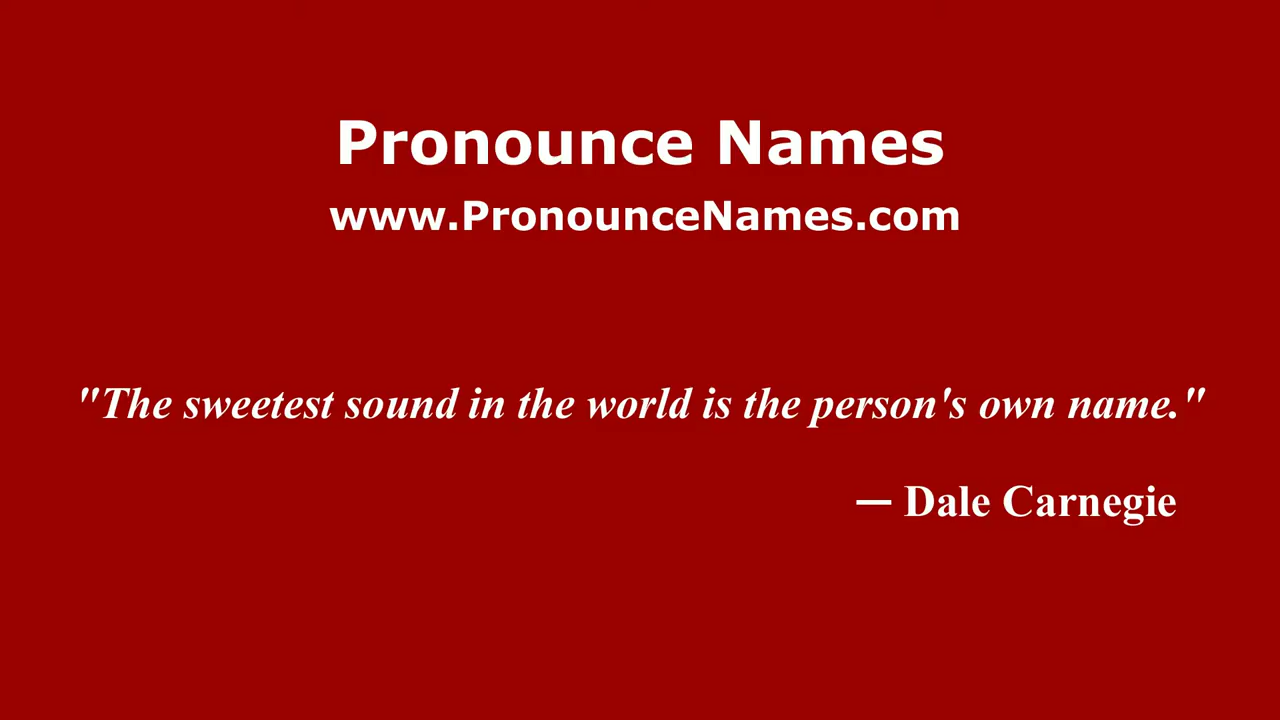 Pronounce Names
www.PronounceNames.com
"The sweetest sound in the world is the person's own name."
— Dale Carnegie